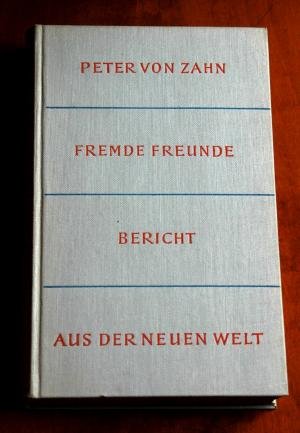 PETER VON ZAHN
FREMDE FREUNDE
BERICHT
AUS DER NEUEN WELT